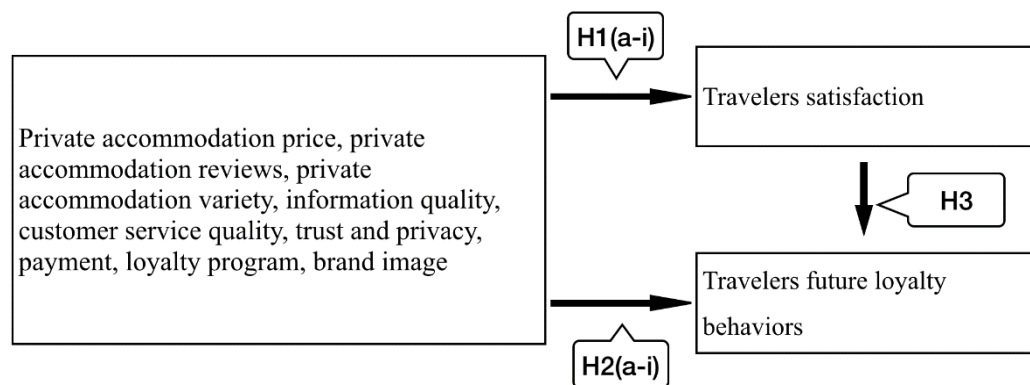 H1(a-i)
Travelers satisfaction
Private accommodation price, private
accommodation reviews, private
accommodation variety, information quality,
customer service quality, trust and privacy,
payment, loyalty program, brand image
H3
Travelers future loyalty
behaviors
H2(a-i)